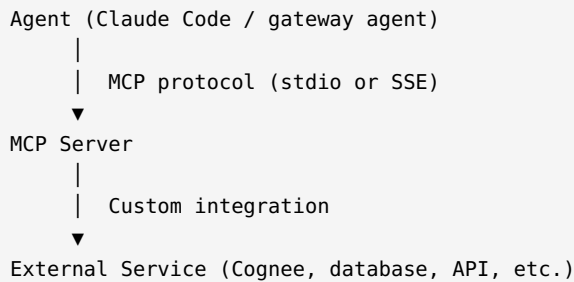 Agent (Claude Code / gateway agent)
MCP protocol (stdio or SSE)
MCP Server
Custom integration
External Service (Cognee, database, API, etc.)